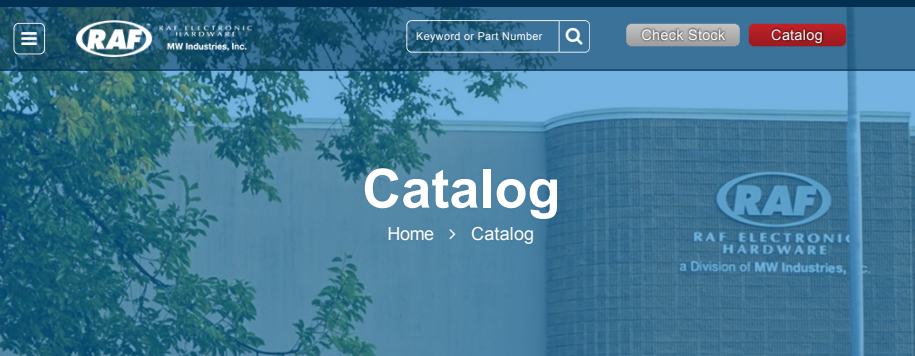 RAF
RAF ELECTRONIC
HARDWARE
MW Industries, Inc.
Keyword or Part Number
Check Stock
Catalog
Catalog
Home > Catalog
RAF
RAF ELECTRONIC
HARDWARE
a Division of MW Industries, c.